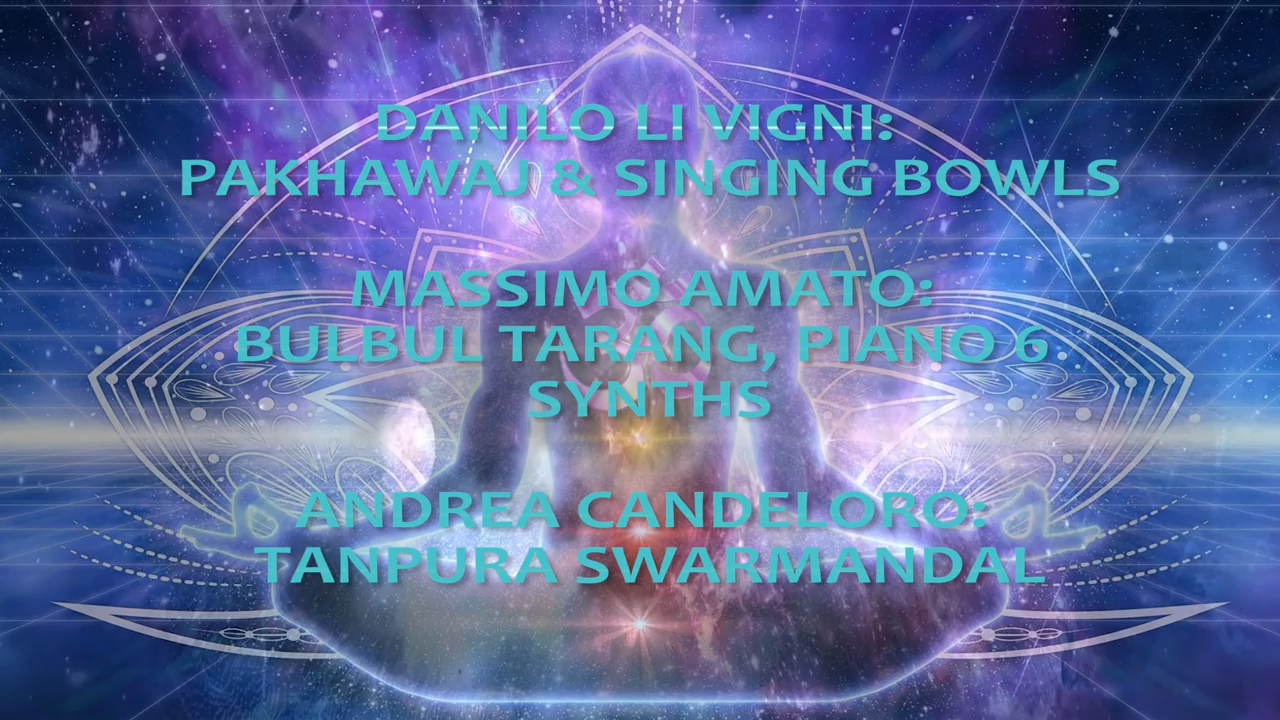 DANILO LI VIGNI:
PAKHAWAJ & SINGING BOWLS
MASSIMO AMATO:
BULBUL TARANG, PIANO 6
SYNTHS
ANDREA CANDELORO:
TANPURA SWARMANDAL